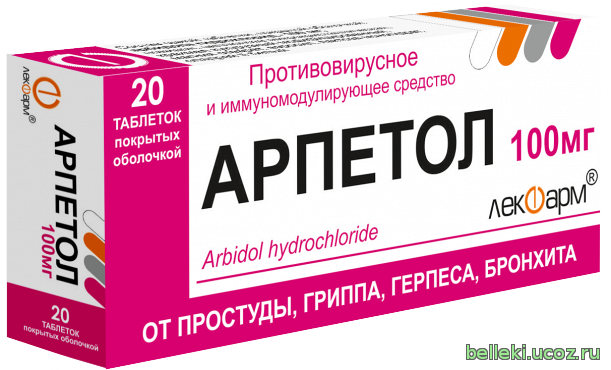 лекфарм®
АРПЕТОЛ
100мг
20
ТАБЛЕТОК
покрытых оболочкой
20
ТАБЛЕТОК
покрытых
оболочкой
Противовирусное
и иммуномодулирующее средство
АРПЕТОЛ 100мг
лекфарм®
Arbidol hydrochloride
ОТ ПРОСТУДЫ, ГРИППА, ГЕРПЕСА, БРОНХИТА
belleki.ucoz.ru